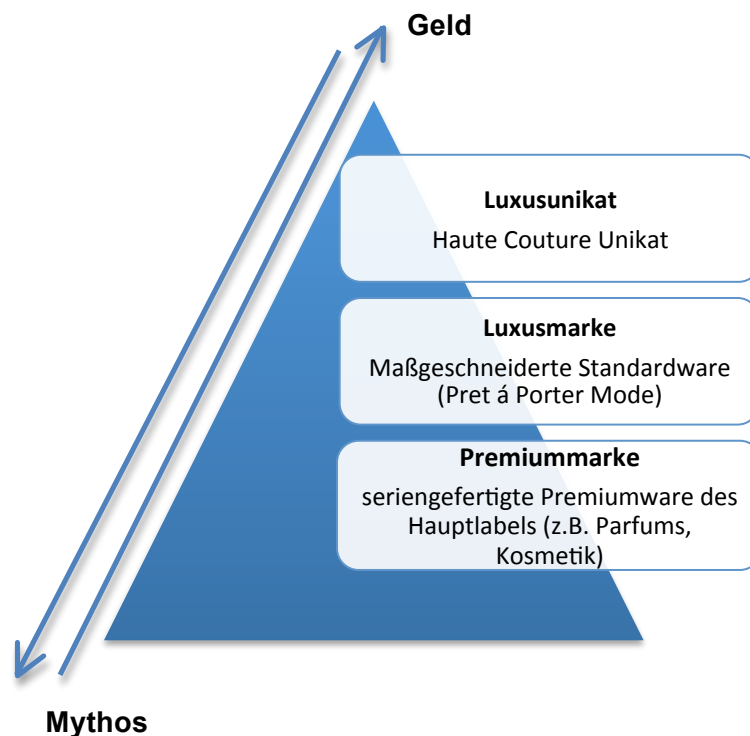 Geld
Luxusunikat
Haute Couture Unikat
Luxusmarke
Maßgeschneiderte Standardware
(Pret á Porter Mode)
Premiummarke
seriengefertigte Premiumware des
Hauptlabels (z.B. Parfums,
Kosmetik)
Mythos